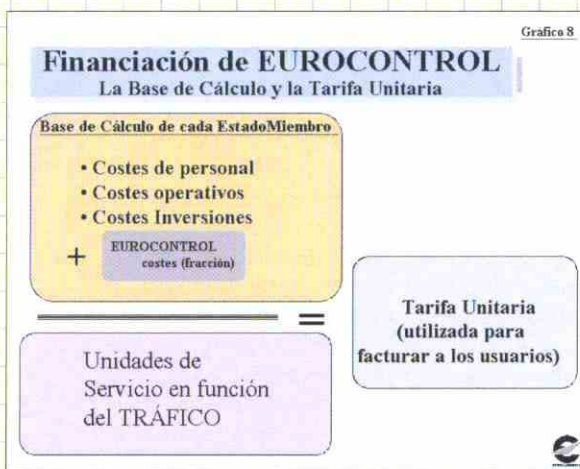 Gráfico 8
Financiación de EUROCONTROL
La Base de Cálculo y la Tarifa Unitaria
Base de Cálculo de cada EstadoMiembro
• Costes de personal
• Costes operativos
• Costes Inversiones
+
EUROCONTROL
costes (fracción)
=
Tarifa Unitaria
(utilizada para
facturar a los usuarios)
Unidades de
Servicio en función
del TRÁFICO